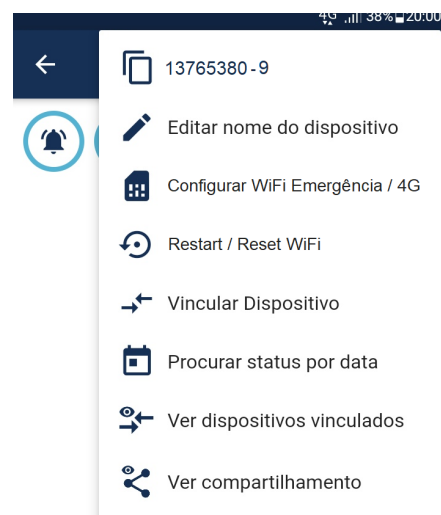 4G 38% 20:00
13765380-9
Editar nome do dispositivo
Configurar WiFi Emergência / 4G
Restart / Reset WiFi
Vincular Dispositivo
Procurar status por data
Ver dispositivos vinculados
Ver compartilhamento